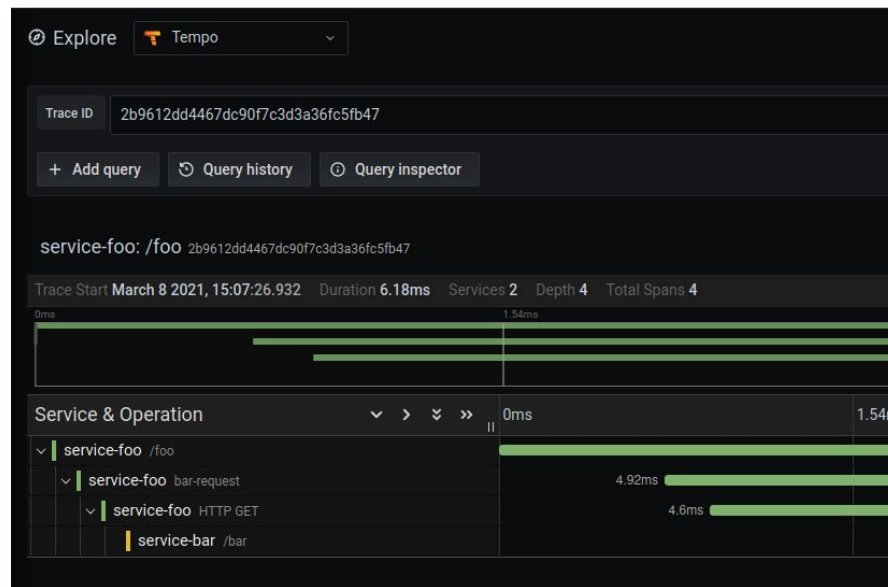 Explore Tempo
Trace ID 2b9612dd4467dc90f7c3d3a36fc5fb47
+ Add query Query history Query inspector
service-foo: /foo 2b9612dd4467dc90f7c3d3a36fc5fb47
Trace Start March 8 2021, 15:07:26.932 Duration 6.18ms Services 2 Depth 4 Total Spans 4
0ms 1.54ms
Service & Operation 0ms 1.54
service-foo /foo
service-foo bar-request 4.92ms
service-foo HTTP GET 4.6ms
service-bar /bar